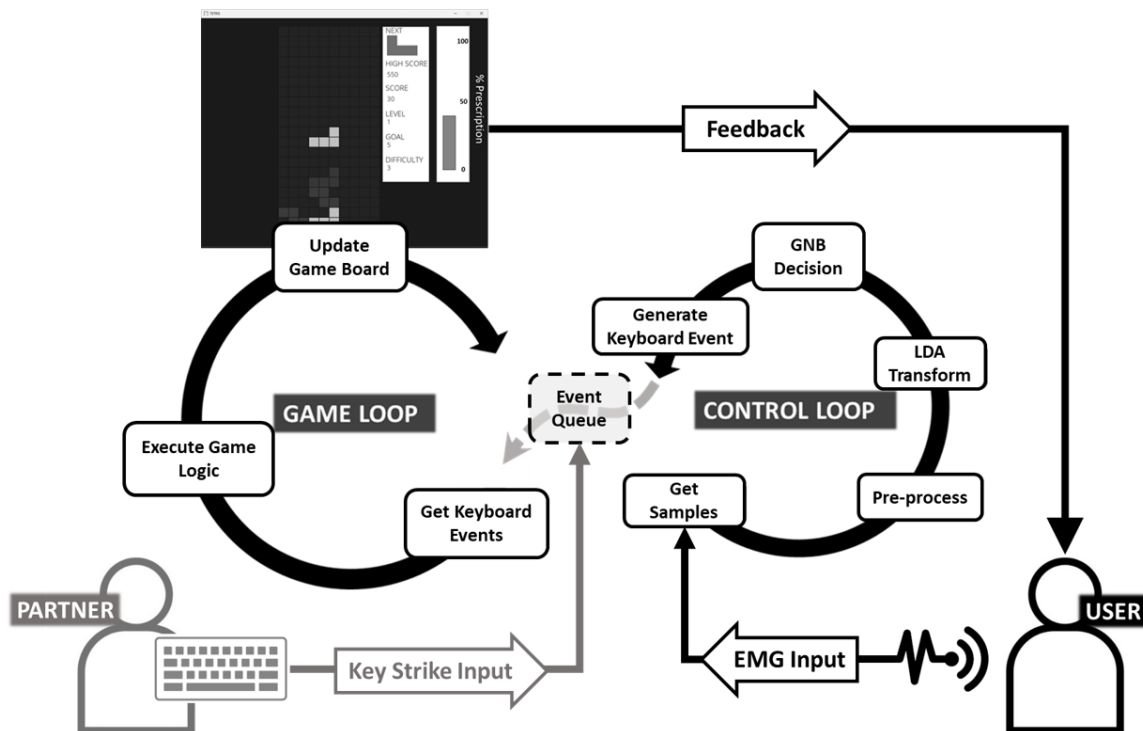 TETRIS
NEXT
HIGH SCORE
550
SCORE
30
LEVEL
1
GOAL
5
DIFFICULTY
3
100
50
0
% Prescription
Feedback
Update
Game Board
GNB
Decision
Generate
Keyboard Event
LDA
Transform
Event
Queue
GAME LOOP
CONTROL LOOP
Execute Game
Logic
Get Keyboard
Events
Get
Samples
Pre-process
PARTNER
USER
Key Strike Input
EMG Input